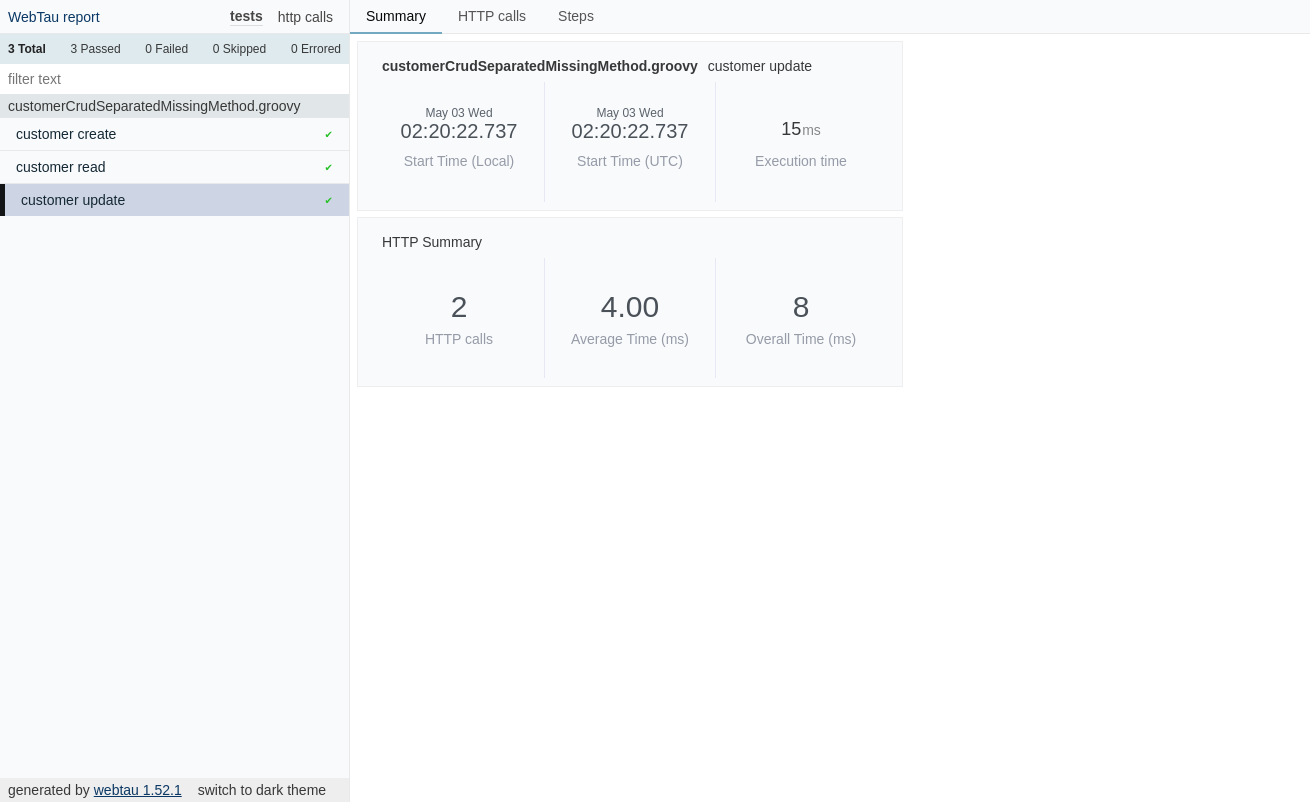 WebTau report tests http calls
3 Total 3 Passed 0 Failed 0 Skipped 0 Errored
filter text
customerCrudSeparatedMissingMethod.groovy
customer create ✔
customer read ✔
customer update ✔
generated by webtau 1.52.1 switch to dark theme
Summary HTTP calls Steps
customerCrudSeparatedMissingMethod.groovy customer update
May 03 Wed
02:20:22.737
Start Time (Local)
May 03 Wed
02:20:22.737
Start Time (UTC)
15ms
Execution time
HTTP Summary
2
HTTP calls
4.00
Average Time (ms)
8
Overall Time (ms)